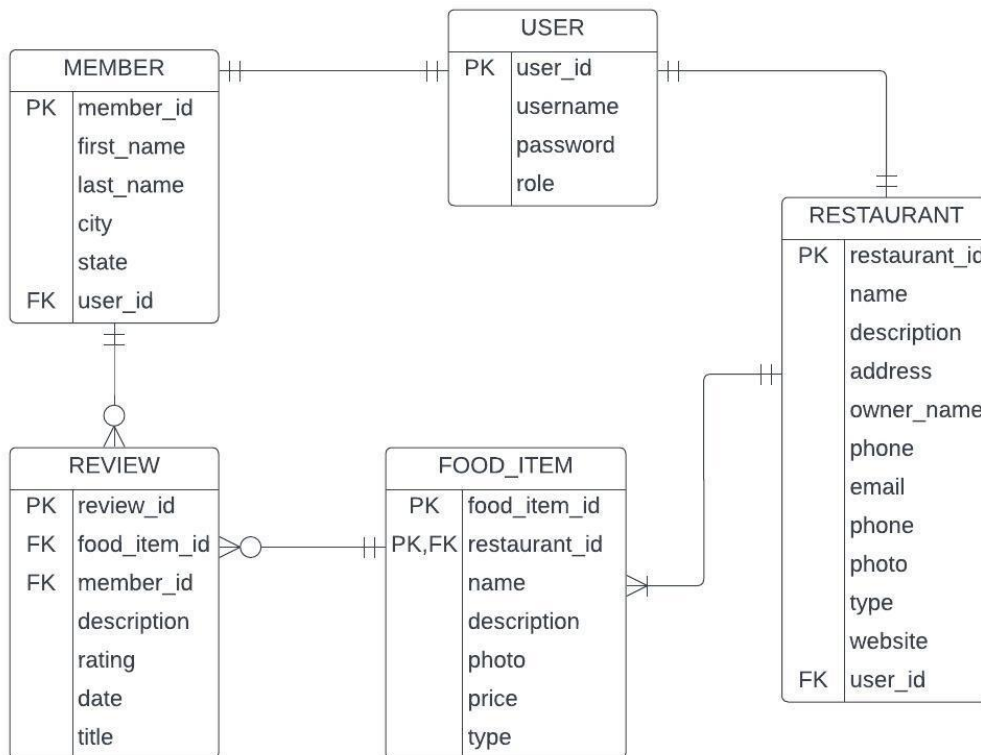 USER
PK user_id
username
password
role
MEMBER
PK member_id
first_name
last_name
city
state
FK user_id
RESTAURANT
PK restaurant_id
name
description
address
owner_name
phone
email
phone
photo
type
website
FK user_id
REVIEW
PK review_id
FK food_item_id
FK member_id
description
rating
date
title
FOOD_ITEM
PK food_item_id
PK,FK restaurant_id
name
description
photo
price
type